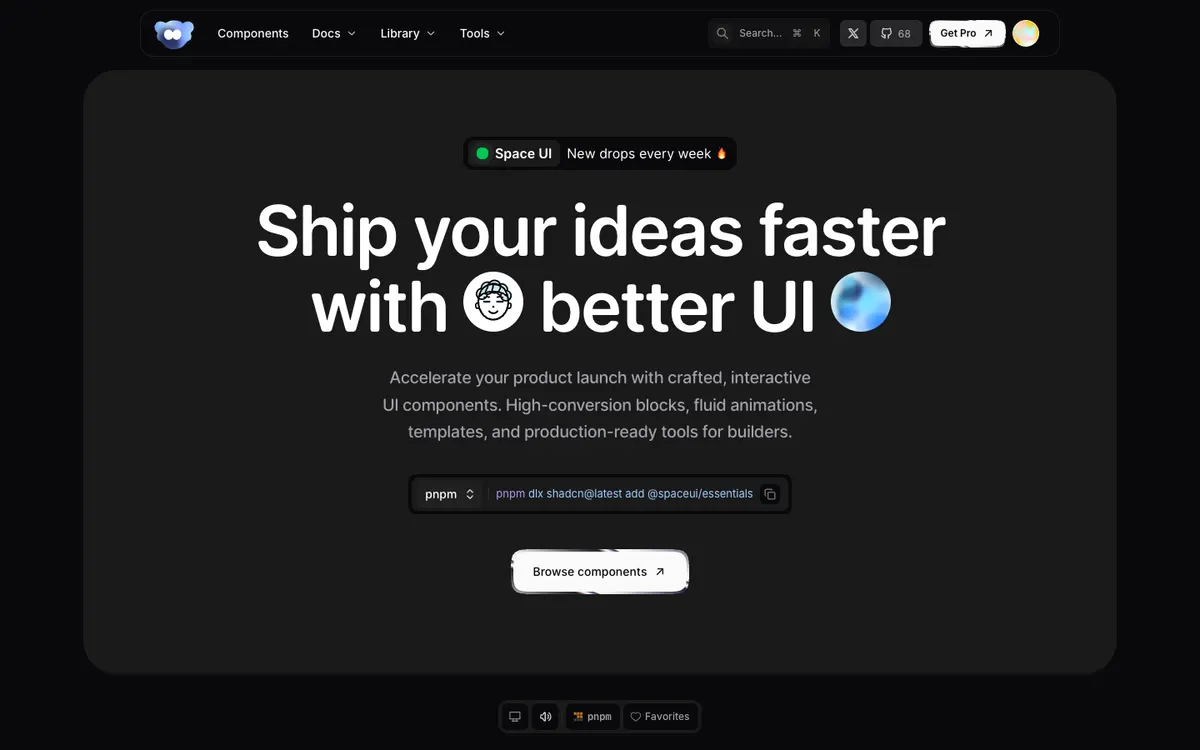 Components Docs Library Tools Search... ⌘ K 68 Get Pro
Space UI New drops every week 🔥
Ship your ideas faster
with better UI
Accelerate your product launch with crafted, interactive
UI components. High-conversion blocks, fluid animations,
templates, and production-ready tools for builders.
pnpm pnpm dlx shadcn@latest add @spaceui/essentials
Browse components
pnpm Favorites